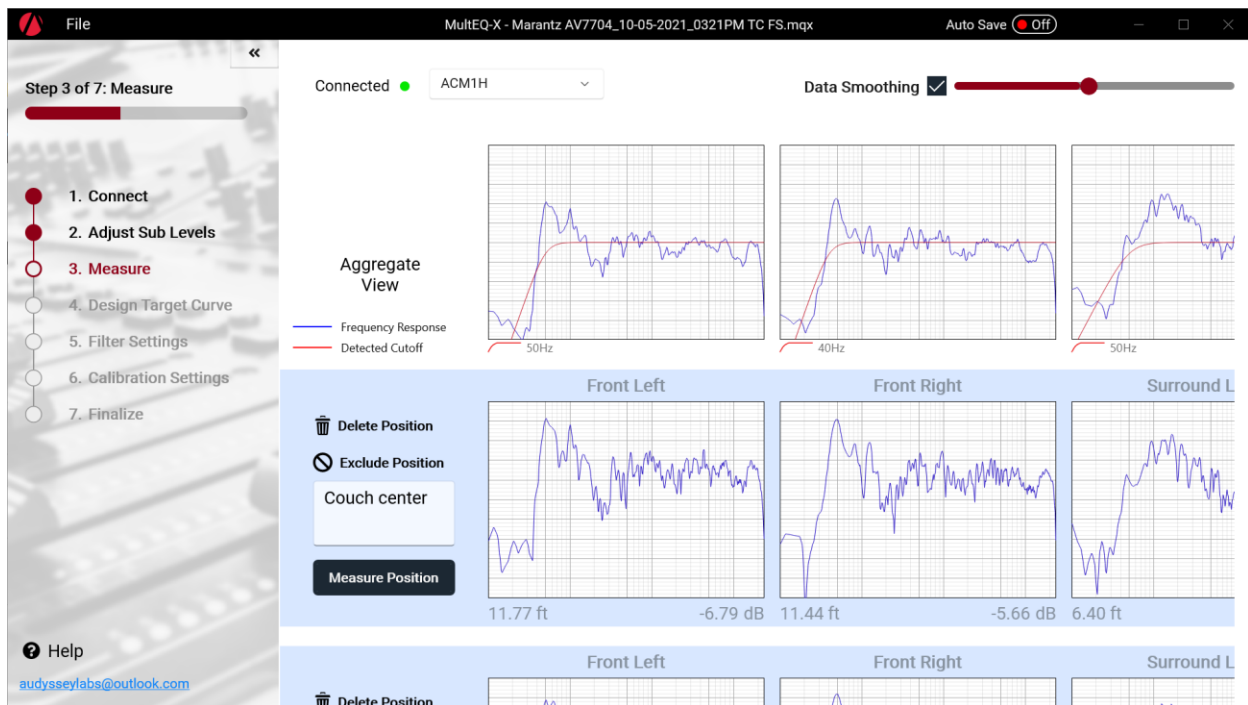 File
MultEQ-X - Marantz AV7704_10-05-2021_0321PM TC FS.mqx
Auto Save
Off
«
Step 3 of 7: Measure
1. Connect
2. Adjust Sub Levels
3. Measure
4. Design Target Curve
5. Filter Settings
6. Calibration Settings
7. Finalize
Help
audysseylabs@outlook.com
Connected
ACM1H
Data Smoothing
Aggregate
View
Frequency Response
Detected Cutoff
50Hz
40Hz
50Hz
Front Left
Front Right
Surround L
Delete Position
Exclude Position
Couch center
Measure Position
11.77 ft
-6.79 dB
11.44 ft
-5.66 dB
6.40 ft
Front Left
Front Right
Surround L
Delete Position